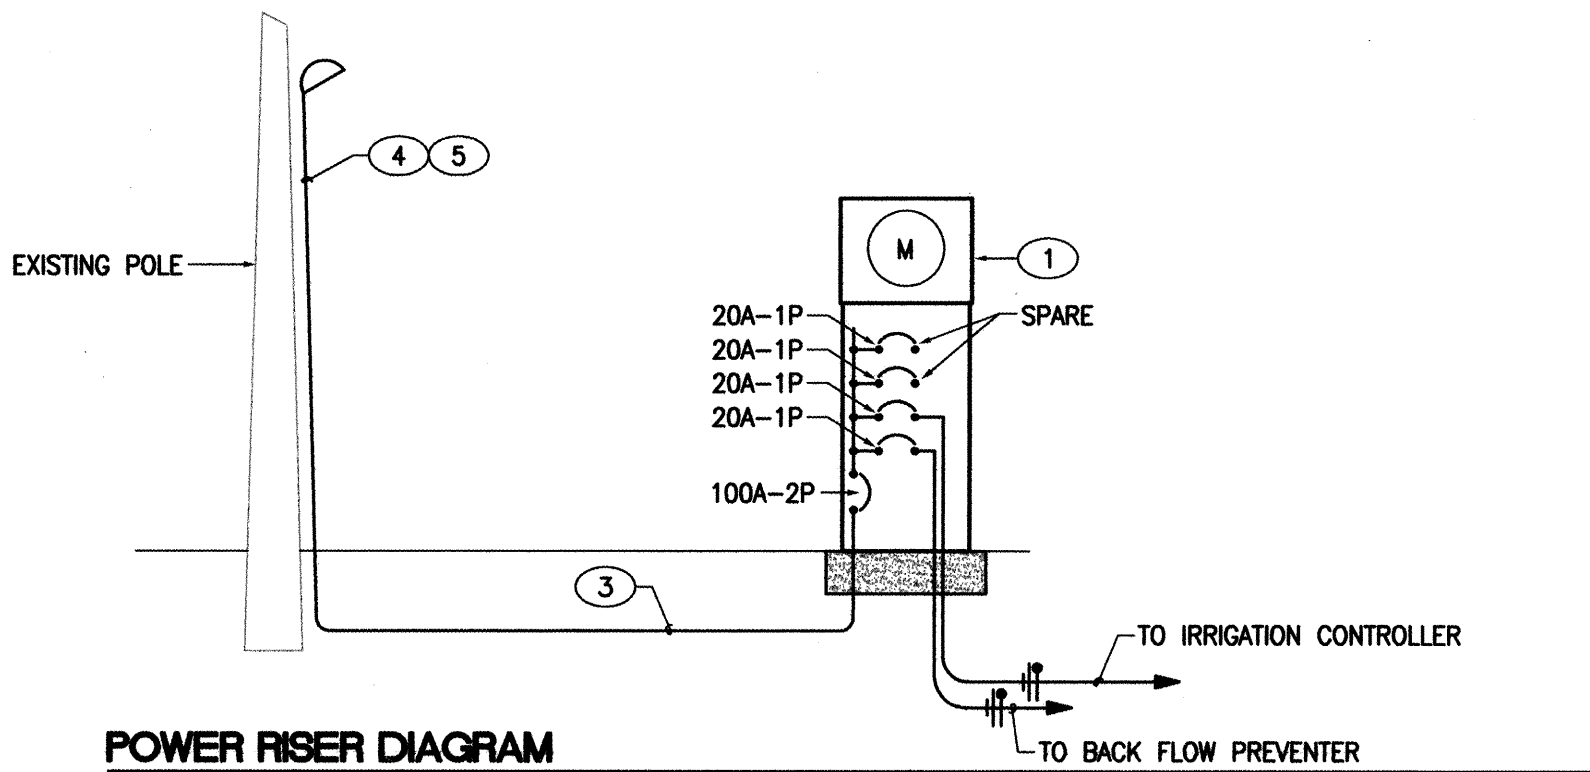 4 5
M
EXISTING POLE
1
20A-1P
SPARE
20A-1P
20A-1P
20A-1P
100A-2P
3
TO IRRIGATION CONTROLLER
POWER RISER DIAGRAM
TO BACK FLOW PREVENTER